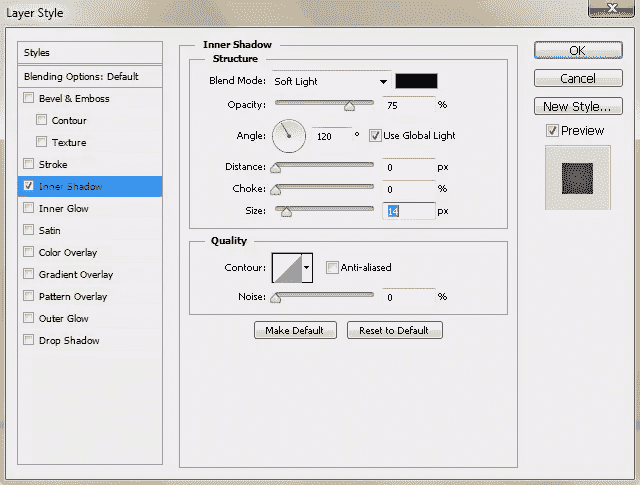 Layer Style
Styles
Blending Options: Default
Bevel & Emboss
Contour
Texture
Stroke
Inner Shadow
Inner Glow
Satin
Color Overlay
Gradient Overlay
Pattern Overlay
Outer Glow
Drop Shadow
Inner Shadow
Structure
Blend Mode: Soft Light
Opacity: 75 %
Angle: 120 ° Use Global Light
Distance: 0 px
Choke: 0 %
Size: 14 px
Quality
Contour: Anti-aliased
Noise: 0 %
Make Default Reset to Default
OK
Cancel
New Style...
Preview